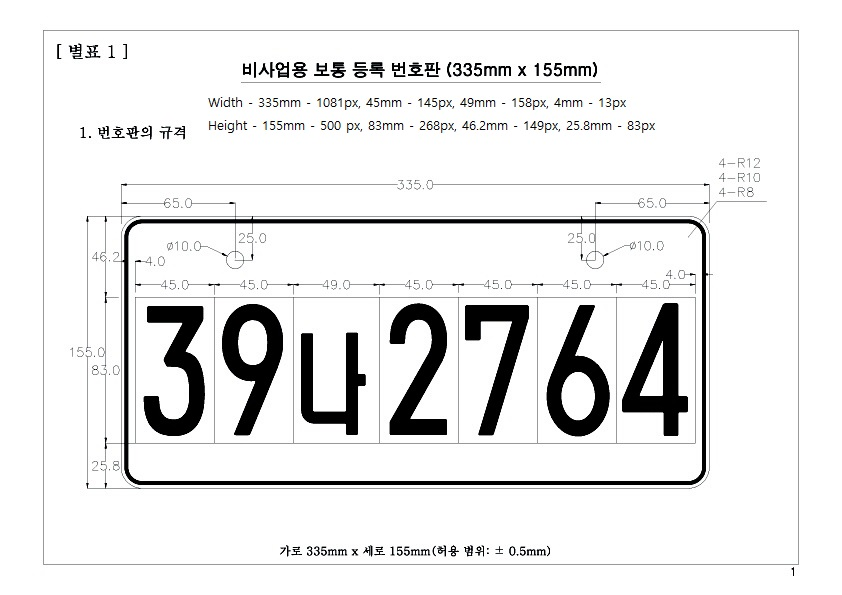 [ 별표 1 ]
비사업용 보통 등록 번호판 (335mm x 155mm)
Width - 335mm - 1081px, 45mm - 145px, 49mm - 158px, 4mm - 13px
1. 번호판의 규격
Height - 155mm - 500 px, 83mm - 268px, 46.2mm - 149px, 25.8mm - 83px
4-R12
4-R10
4-R8
335.0
65.0 65.0
25.0 25.0
ø10.0 ø10.0
46.2 4.0 4.0
45.0 45.0 49.0 45.0 45.0 45.0 45.0
39나2764
155.0
83.0
25.8
가로 335mm x 세로 155mm(허용 범위: ± 0.5mm)
1